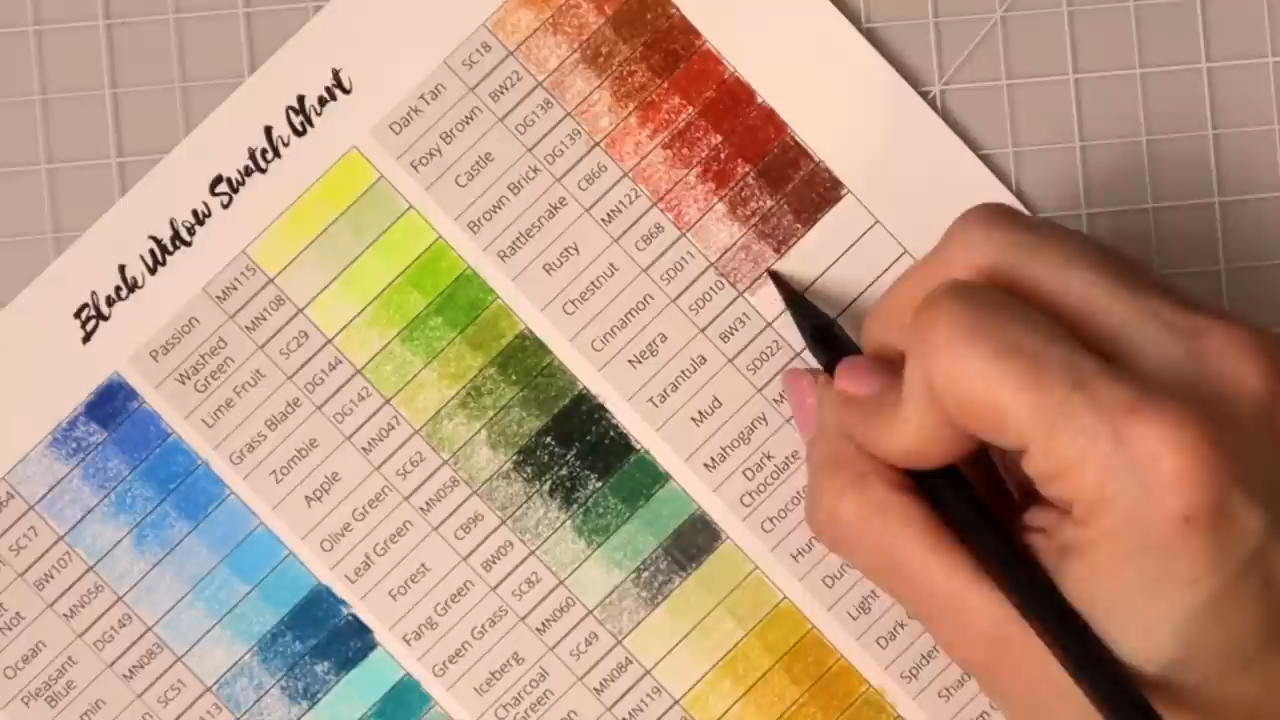 Black Widow Swatch Chart
SC17
Not
BW107
Ocean
MN056
Pleasant
Blue
DG149
MN083
SC51
Passion
MN115
Washed
Green
MN108
Lime Fruit
SC29
Grass Blade
DG144
Zombie
DG142
Apple
MN047
Olive Green
SC62
Leaf Green
MN058
Forest
CB96
Fang Green
BW09
Green Grass
SC82
Iceberg
MN060
Charcoal
Green
SC49
MN084
MN119
Dark Tan
SC18
Foxy Brown
BW22
Castle
DG138
Brown Brick
DG139
Rattlesnake
CB66
Rusty
MN122
Chestnut
CB68
Cinnamon
SD011
Negra
SD010
Tarantula
BW31
Mud
SD022
Mahogany
Dark
Chocolate
Light
Dark
Spider